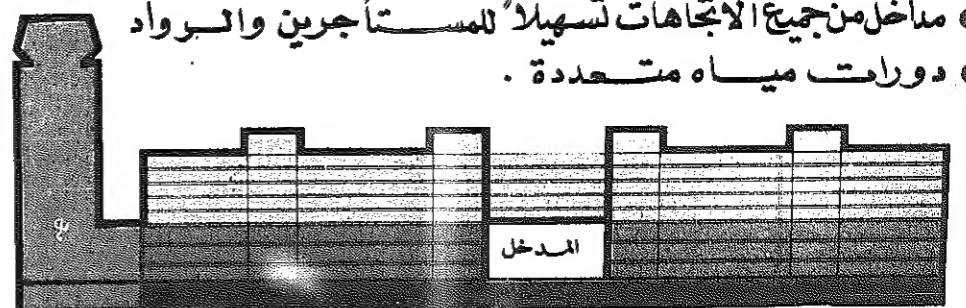 • مداخل من جميع الاتجاهات تسهيلاً للمستأجرين والرواد
• دورات مياه متعددة .
المدخل